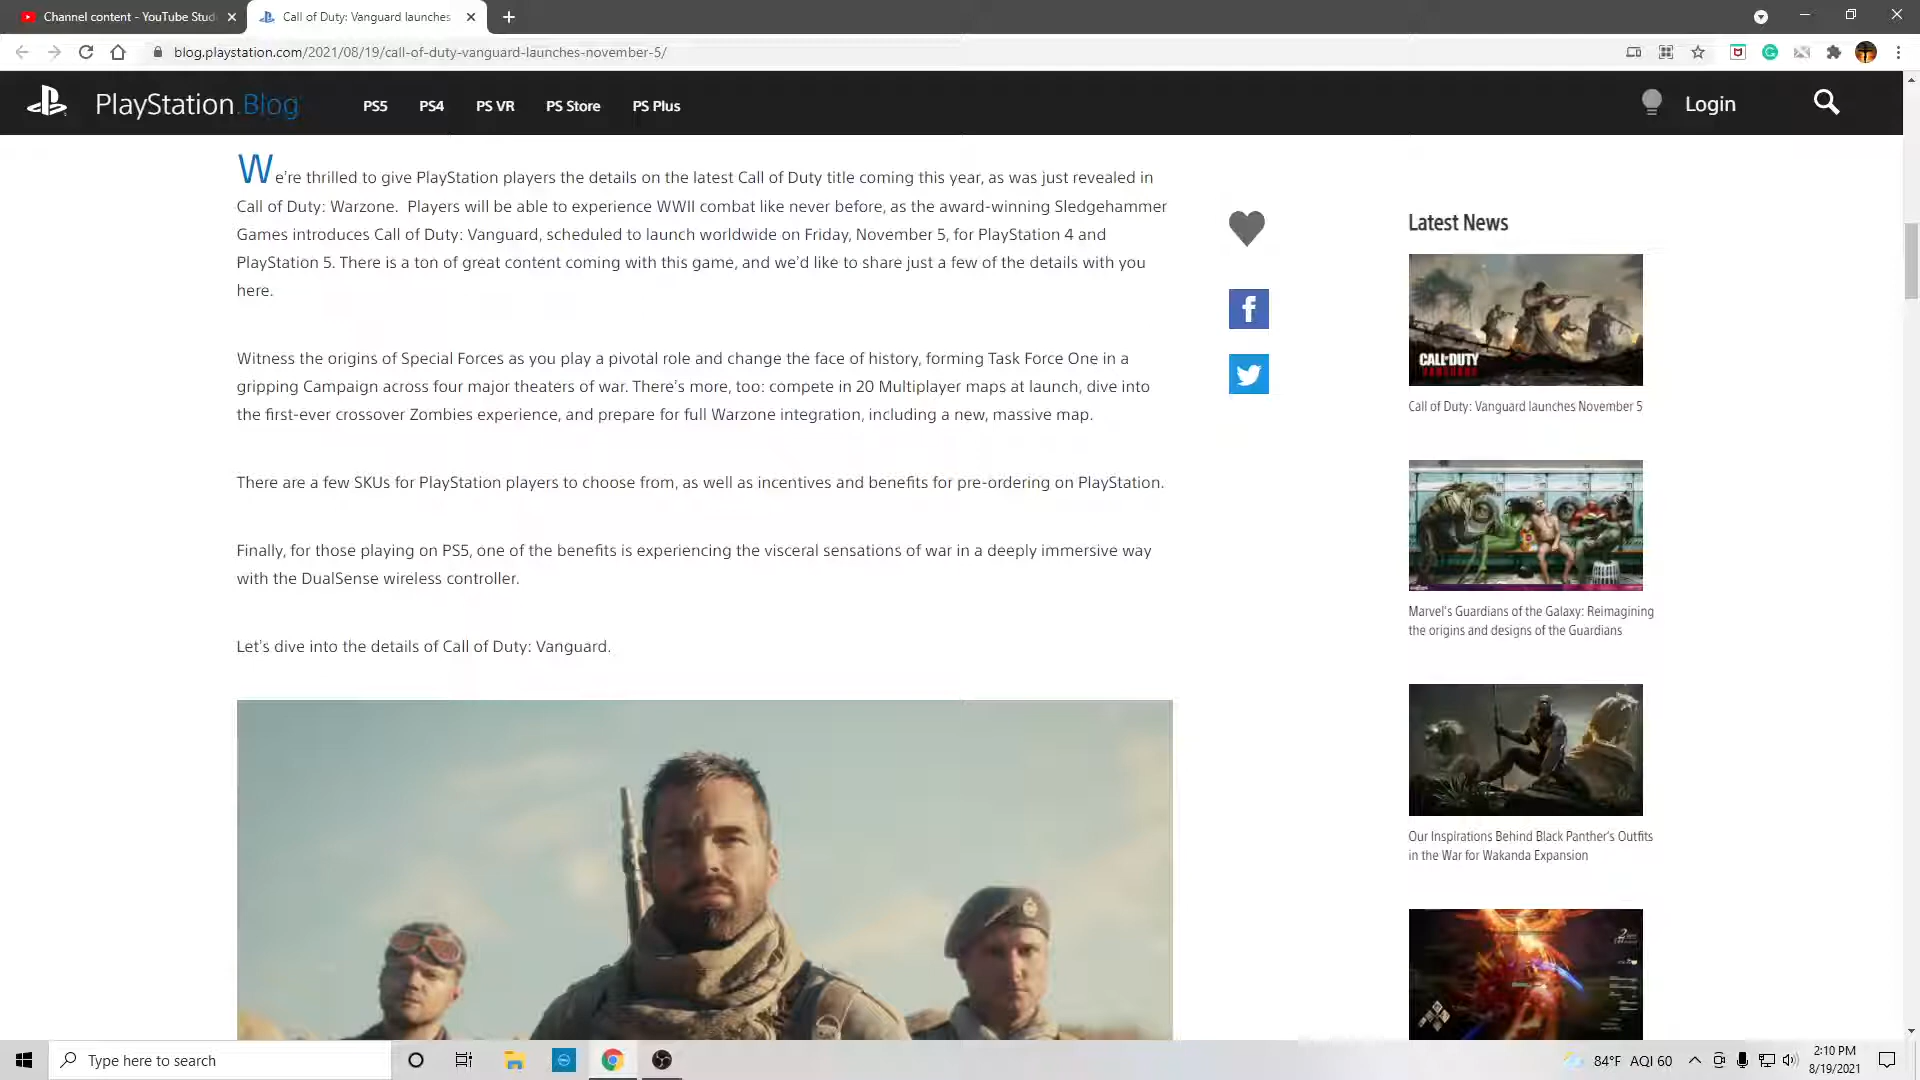 Channel content - YouTube Stud
Call of Duty: Vanguard launches
blog.playstation.com/2021/08/19/call-of-duty-vanguard-launches-november-5/
PlayStation.Blog
PS5
PS4
PS VR
PS Store
PS Plus
Login
We're thrilled to give PlayStation players the details on the latest Call of Duty title coming this year, as was just revealed in
Call of Duty: Warzone.  Players will be able to experience WWII combat like never before, as the award-winning Sledgehammer
Games introduces Call of Duty: Vanguard, scheduled to launch worldwide on Friday, November 5, for PlayStation 4 and
PlayStation 5. There is a ton of great content coming with this game, and we'd like to share just a few of the details with you
here.
Witness the origins of Special Forces as you play a pivotal role and change the face of history, forming Task Force One in a
gripping Campaign across four major theaters of war. There's more, too: compete in 20 Multiplayer maps at launch, dive into
the first-ever crossover Zombies experience, and prepare for full Warzone integration, including a new, massive map.
There are a few SKUs for PlayStation players to choose from, as well as incentives and benefits for pre-ordering on PlayStation.
Finally, for those playing on PS5, one of the benefits is experiencing the visceral sensations of war in a deeply immersive way
with the DualSense wireless controller.
Let's dive into the details of Call of Duty: Vanguard.
Latest News
CALL OF DUTY
VANGUARD
Call of Duty: Vanguard launches November 5
Marvel's Guardians of the Galaxy: Reimagining
the origins and designs of the Guardians
Our Inspirations Behind Black Panther's Outfits
in the War for Wakanda Expansion
Type here to search
84°F AQI 60
2:10 PM
8/19/2021